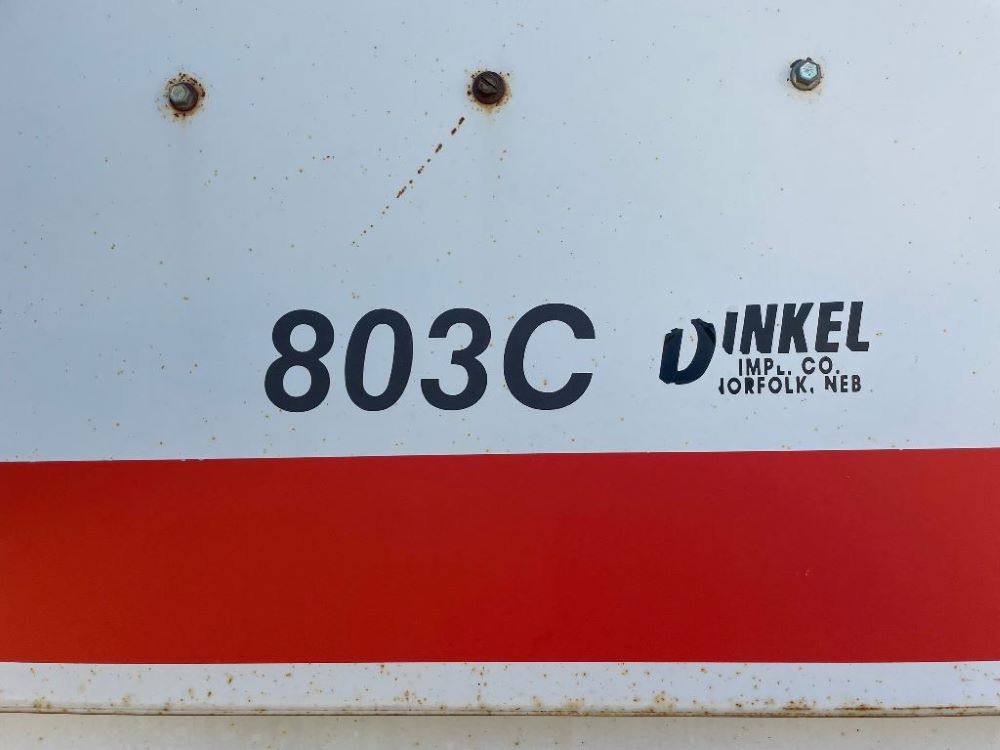 803C
DINKEL
IMPL. CO.
NORFOLK, NEB